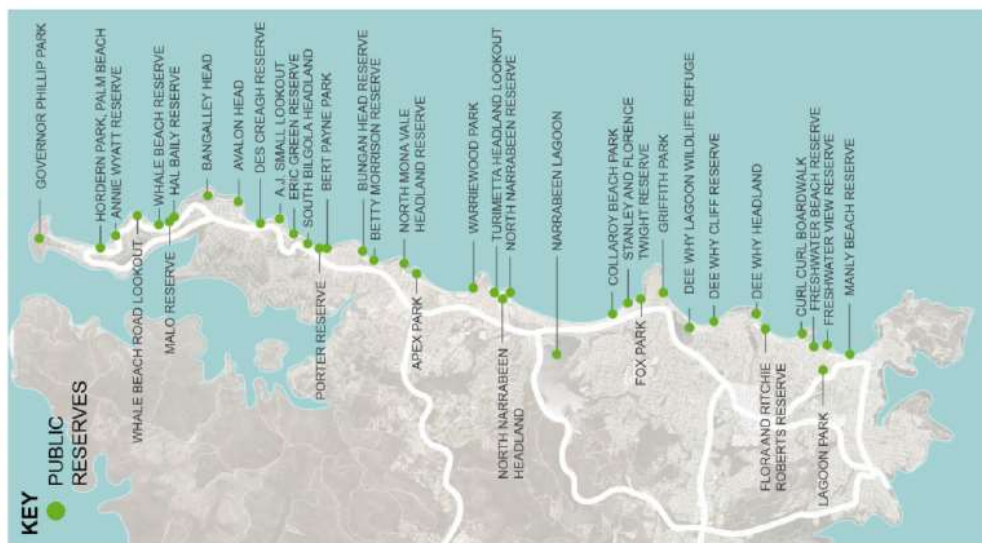 KEY
PUBLIC
RESERVES
GOVERNOR PHILLIP PARK
HORDERN PARK, PALM BEACH
ANNIE WYATT RESERVE
WHALE BEACH ROAD LOOKOUT
WHALE BEACH RESERVE
MALO RESERVE
HAL BAILY RESERVE
BANGALLEY HEAD
AVALON HEAD
DES CREAGH RESERVE
A.J. SMALL LOOKOUT
ERIC GREEN RESERVE
SOUTH BILGOLA HEADLAND
PORTER RESERVE
BERT PAYNE PARK
BUNGAN HEAD RESERVE
BETTY MORRISON RESERVE
NORTH MONA VALE
HEADLAND RESERVE
APEX PARK
WARRIEWOOD PARK
TURIMETTA HEADLAND LOOKOUT
NORTH NARRABEEN
HEADLAND
NORTH NARRABEEN RESERVE
NARRABEEN LAGOON
COLLAROY BEACH PARK
STANLEY AND FLORENCE
TWIGHT RESERVE
FOX PARK
GRIFFITH PARK
DEE WHY LAGOON WILDLIFE REFUGE
DEE WHY CLIFF RESERVE
DEE WHY HEADLAND
FLORA AND RITCHIE
ROBERTS RESERVE
CURL CURL BOARDWALK
FRESHWATER BEACH RESERVE
FRESHWATER VIEW RESERVE
LAGOON PARK
MANLY BEACH RESERVE